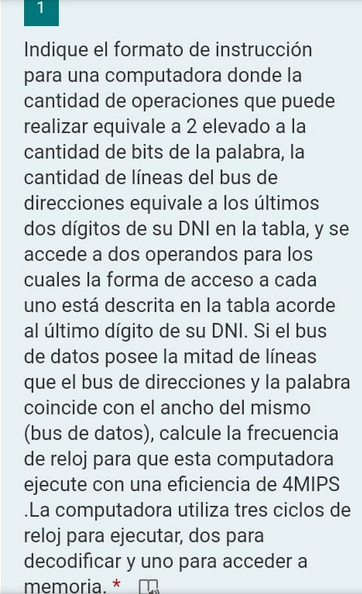 1
Indique el formato de instrucción
para una computadora donde la
cantidad de operaciones que puede
realizar equivale a 2 elevado a la
cantidad de bits de la palabra, la
cantidad de líneas del bus de
direcciones equivale a los últimos
dos dígitos de su DNI en la tabla, y se
accede a dos operandos para los
cuales la forma de acceso a cada
uno está descrita en la tabla acorde
al último dígito de su DNI. Si el bus
de datos posee la mitad de líneas
que el bus de direcciones y la palabra
coincide con el ancho del mismo
(bus de datos), calcule la frecuencia
de reloj para que esta computadora
ejecute con una eficiencia de 4MIPS
.La computadora utiliza tres ciclos de
reloj para ejecutar, dos para
decodificar y uno para acceder a
memoria. *